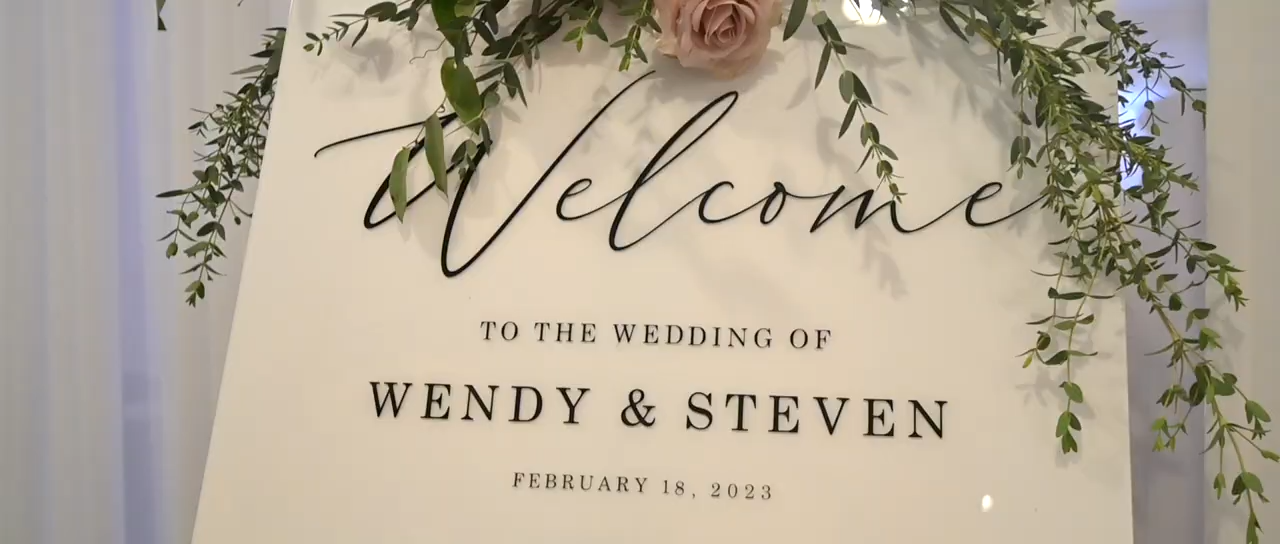 Welcome
TO THE WEDDING OF
WENDY & STEVEN
FEBRUARY 18, 2023